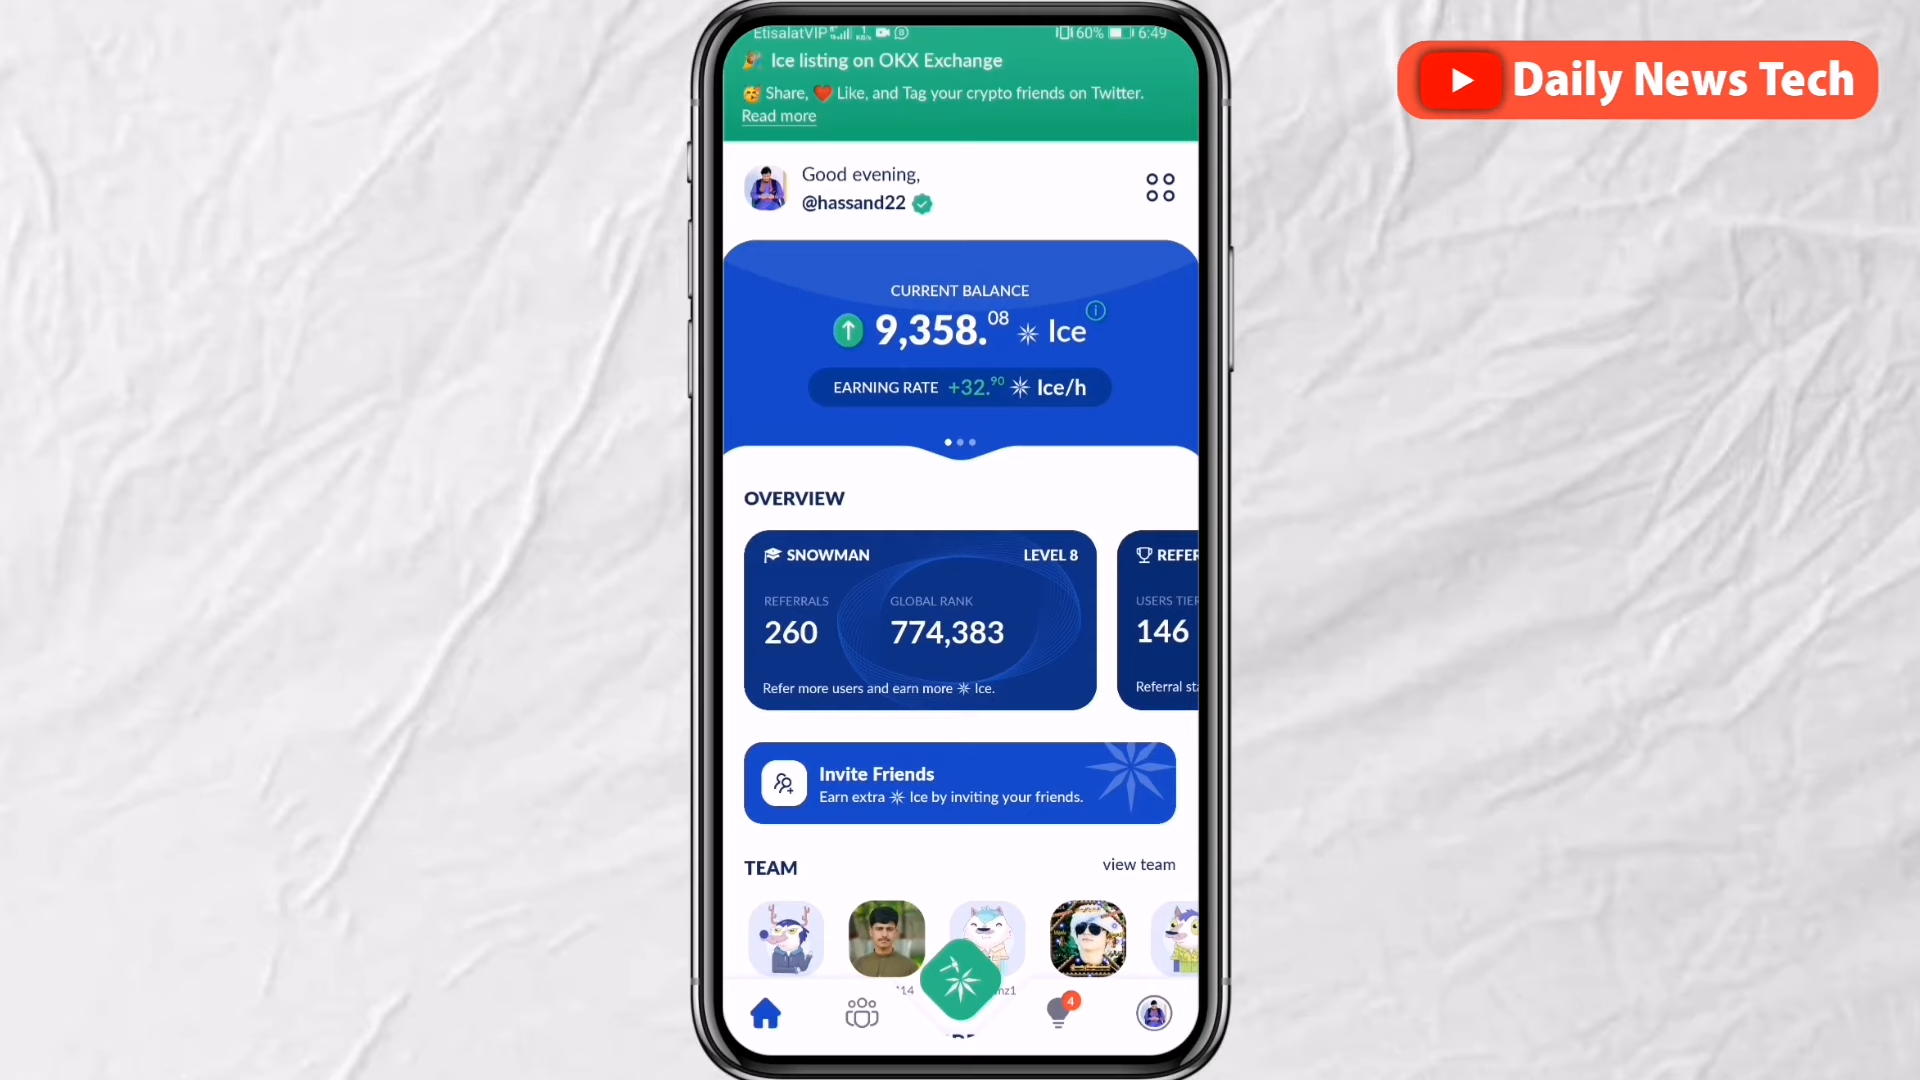 EtisalatVIP
60%
6:49
Ice listing on OKX Exchange
Share, Like, and Tag your crypto friends on Twitter.
Read more
Daily News Tech
Good evening,
@hassand22
CURRENT BALANCE
9,358.08 Ice
EARNING RATE +32.90 Ice/h
OVERVIEW
SNOWMAN LEVEL 8
REFERRALS GLOBAL RANK
260 774,383
Refer more users and earn more Ice.
REFER
USERS TIER
146
Referral sta
Invite Friends
Earn extra Ice by inviting your friends.
TEAM view team
4